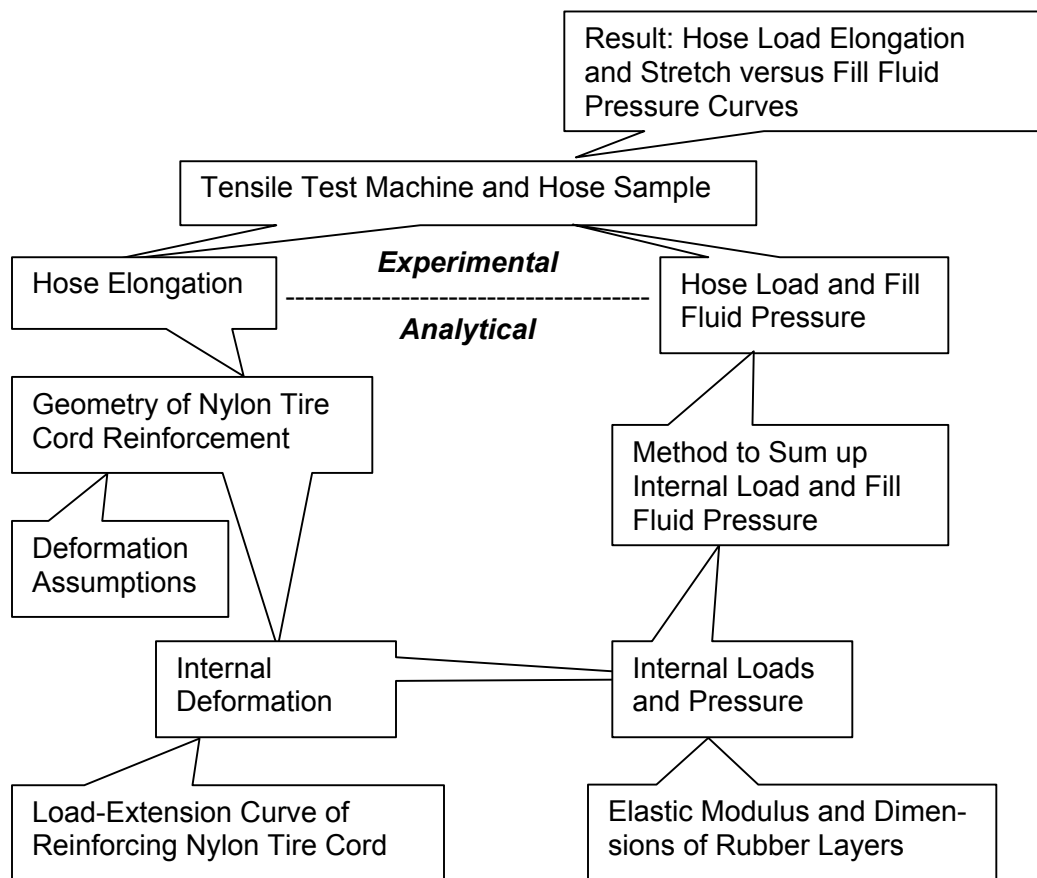 Result: Hose Load Elongation
and Stretch versus Fill Fluid
Pressure Curves
Tensile Test Machine and Hose Sample
Experimental
Hose Elongation
Hose Load and Fill
Fluid Pressure
Analytical
Geometry of Nylon Tire
Cord Reinforcement
Method to Sum up
Internal Load and Fill
Fluid Pressure
Deformation
Assumptions
Internal
Deformation
Internal Loads
and Pressure
Load-Extension Curve of
Reinforcing Nylon Tire Cord
Elastic Modulus and Dimen-
sions of Rubber Layers